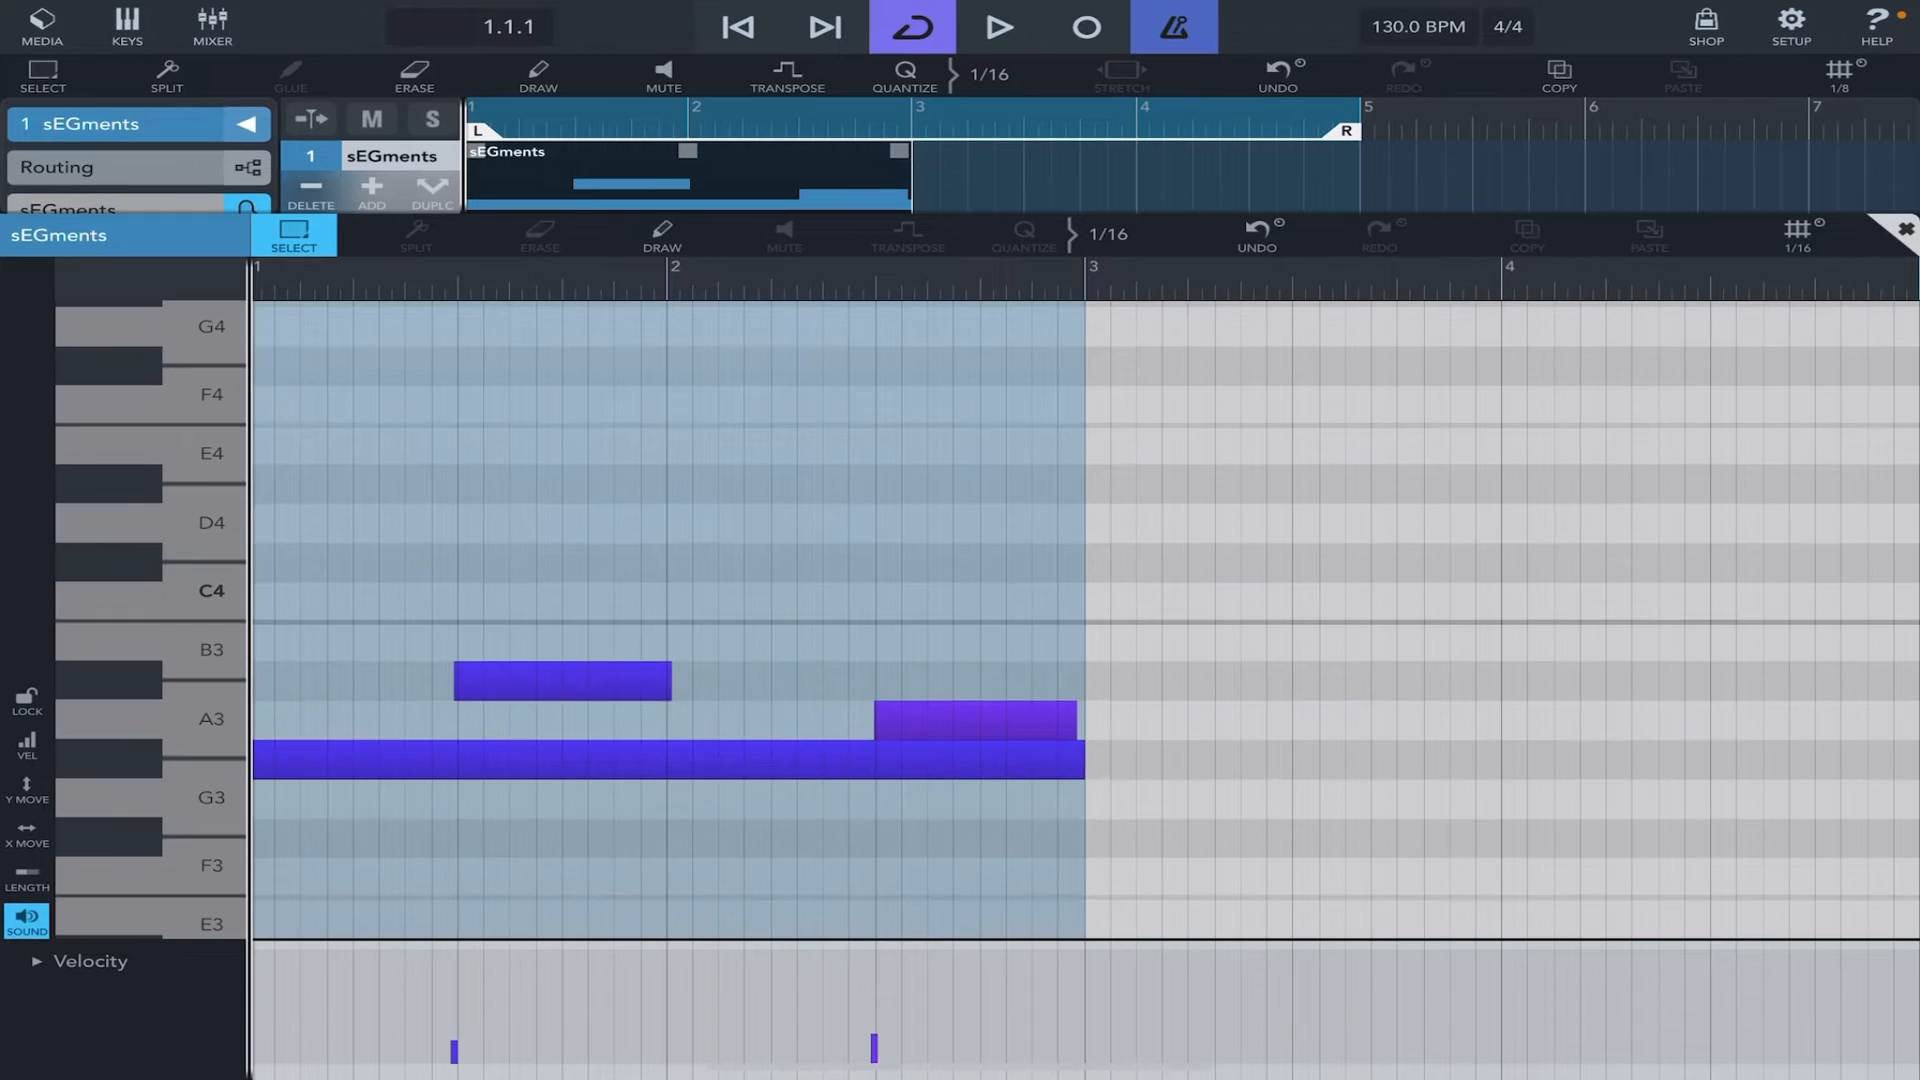 MEDIA KEYS MIXER 1.1.1 130.0 BPM 4/4 SHOP SETUP HELP
SELECT SPLIT GLUE ERASE DRAW MUTE TRANSPOSE QUANTIZE 1/16 STRETCH UNDO REDO COPY PASTE 1/8
1 2 3 4 5 6 7
1 sEGments M S L R
Routing 1 sEGments sEGments
sEGments DELETE ADD DUPLC
sEGments SELECT SPLIT ERASE DRAW MUTE TRANSPOSE QUANTIZE 1/16 UNDO REDO COPY PASTE 1/16
1 2 3 4
G4
F4
E4
D4
C4
B3
LOCK
A3
VEL
Y MOVE G3
X MOVE
F3
LENGTH
SOUND E3
Velocity